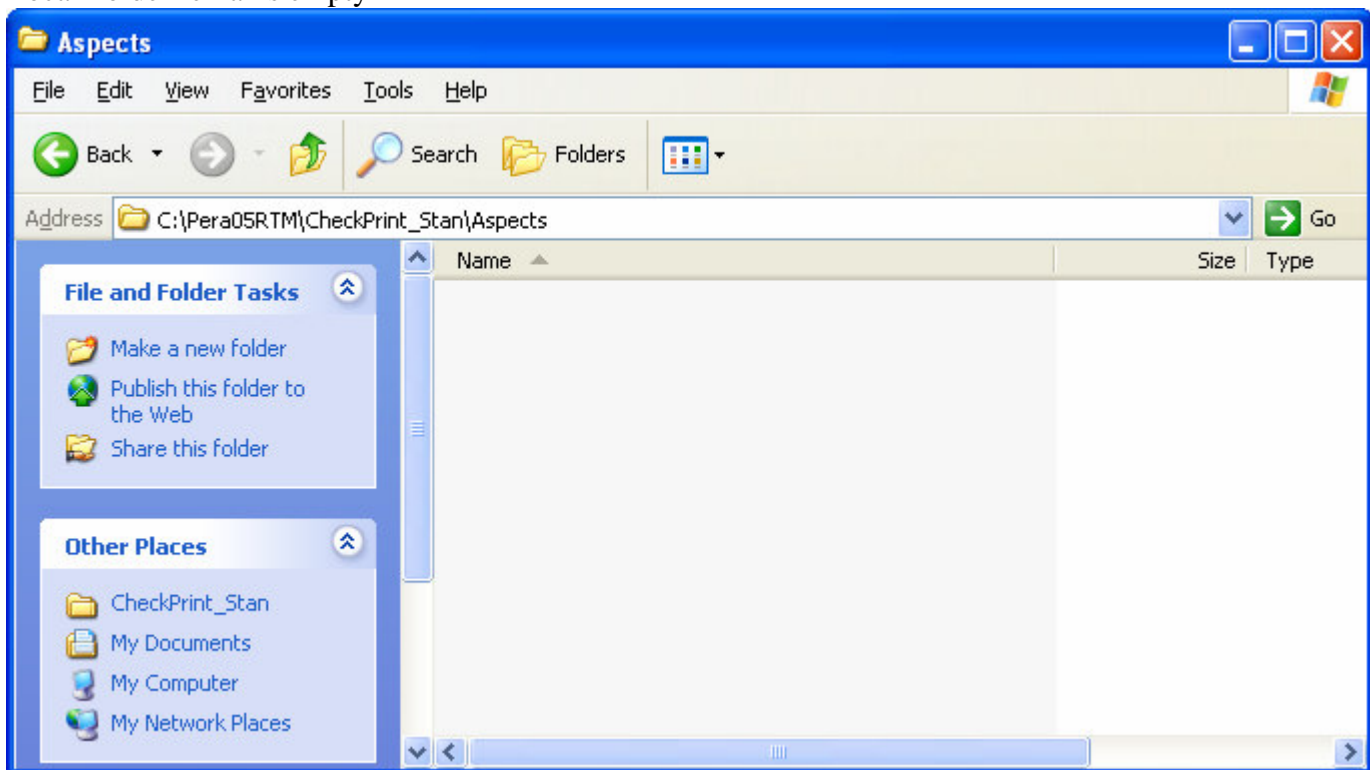 Aspects
File Edit View Favorites Tools Help
Back Search Folders
Address C:\Pera05RTM\CheckPrint_Stan\Aspects Go
Name Size Type
File and Folder Tasks
Make a new folder
Publish this folder to
the Web
Share this folder
Other Places
CheckPrint_Stan
My Documents
My Computer
My Network Places